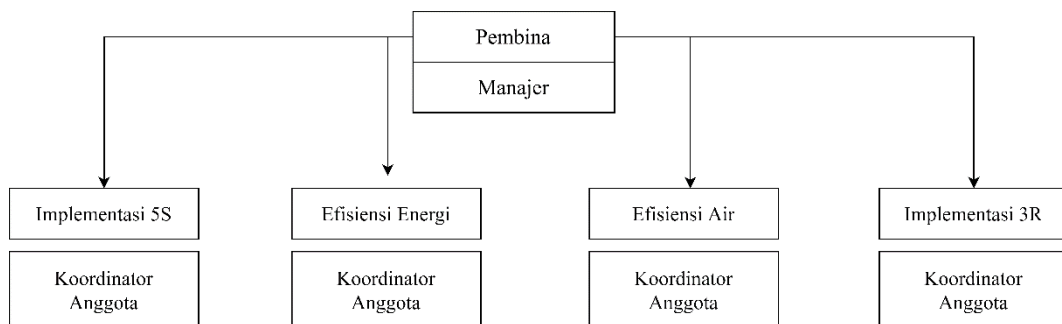 Pembina
Manajer
Implementasi 5S
Efisiensi Energi
Efisiensi Air
Implementasi 3R
Koordinator
Anggota
Koordinator
Anggota
Koordinator
Anggota
Koordinator
Anggota